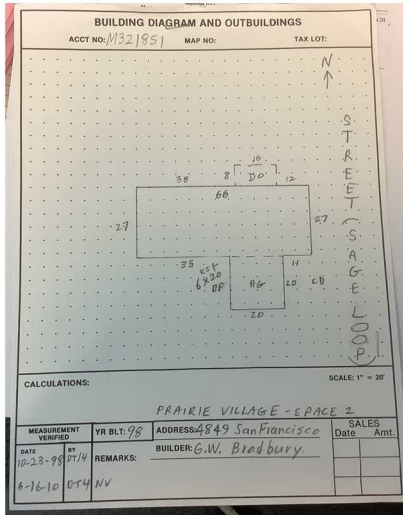 BUILDING DIAGRAM AND OUTBUILDINGS
ACCT NO: M321851 MAP NO: TAX LOT:
N
STREET (SAGE LOOP)
16
38 8 DO 12
66
27 27
35 11
est
6x20 AG 20 CD
DP
20
CALCULATIONS: SCALE: 1" = 20'
PRAIRIE VILLAGE - SPACE 2
MEASUREMENT VERIFIED YR BLT: 98 ADDRESS: 4849 San Francisco SALES
Date Amt.
DATE BY REMARKS: BUILDER: G.W. Bradbury
10-23-98 DT/4
DT4 NV